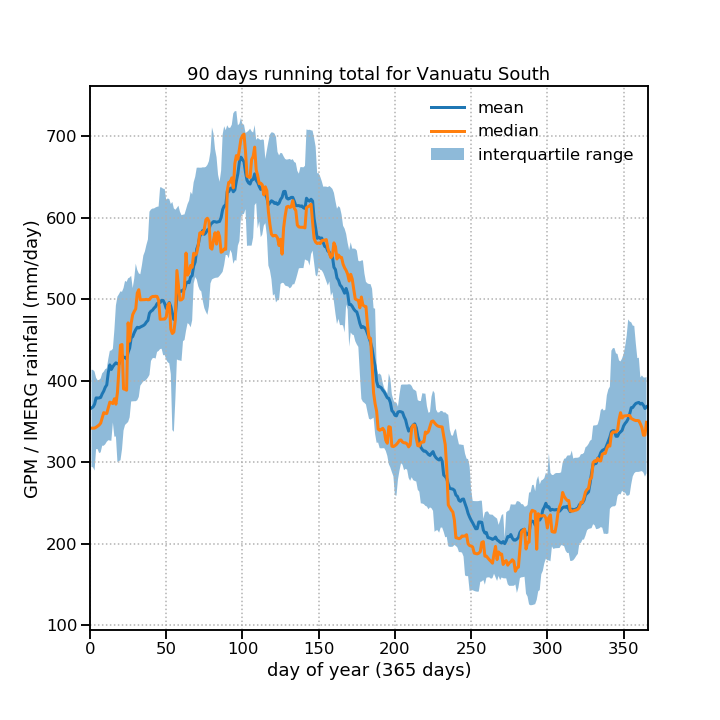 90 days running total for Vanuatu South
mean
median
interquartile range
GPM / IMERG rainfall (mm/day)
700
600
500
400
300
200
100
0 50 100 150 200 250 300 350
day of year (365 days)